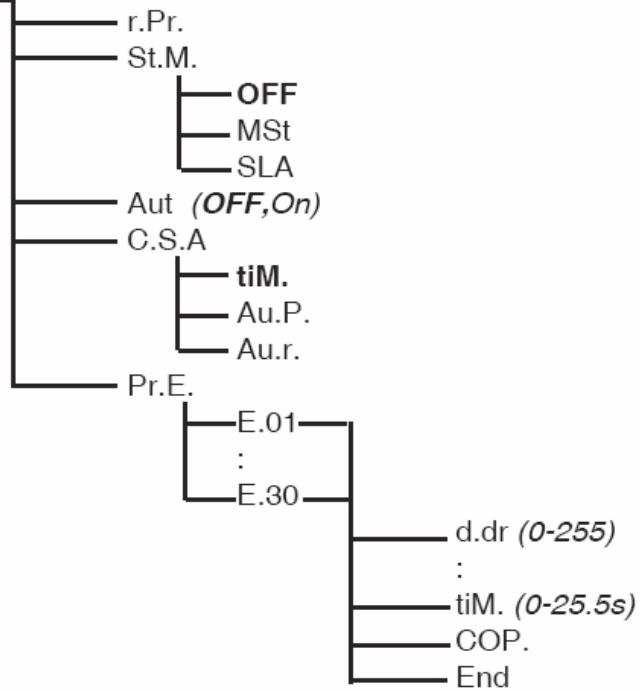 r.Pr.
St.M.
OFF
MSt
SLA
Aut (OFF,On)
C.S.A
tiM.
Au.P.
Au.r.
Pr.E.
E.01
:
E.30
d.dr (0-255)
:
tiM. (0-25.5s)
COP.
End